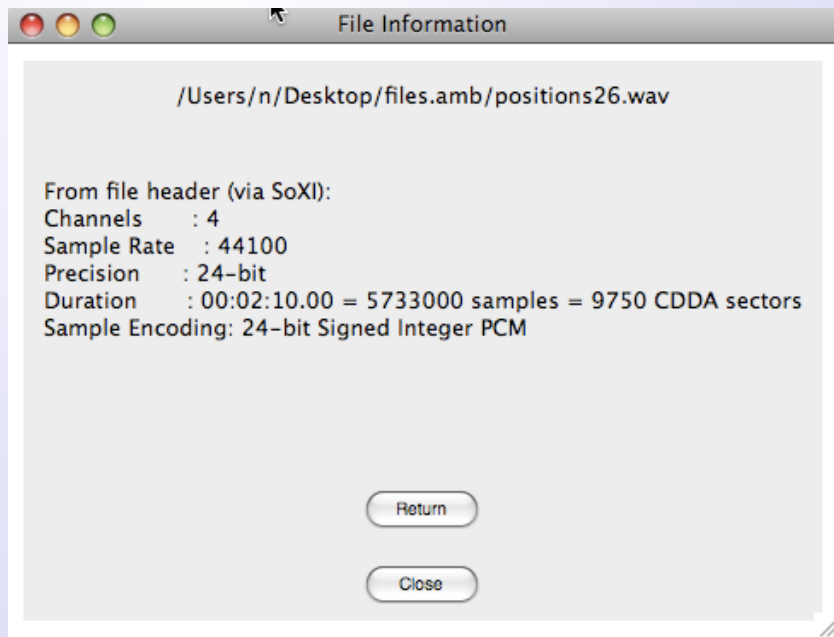 File Information
/Users/n/Desktop/files.amb/positions26.wav
From file header (via SoXI):
Channels : 4
Sample Rate : 44100
Precision : 24-bit
Duration : 00:02:10.00 = 5733000 samples = 9750 CDDA sectors
Sample Encoding: 24-bit Signed Integer PCM
Return
Close